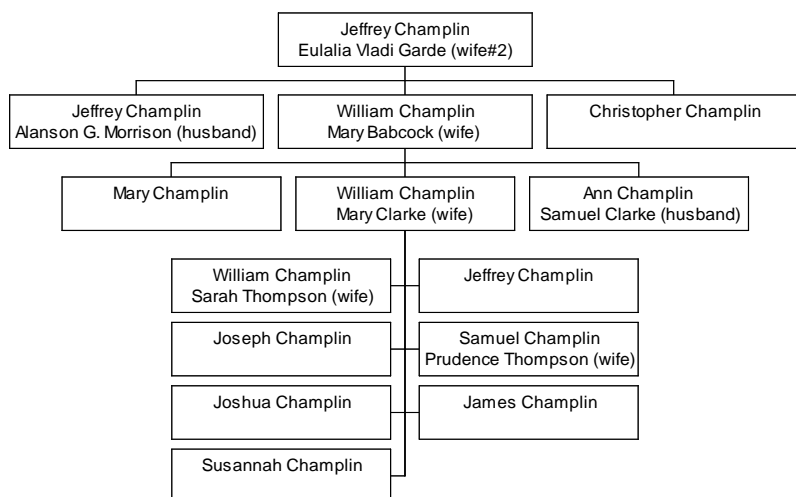 Jeffrey Champlin
Eulalia Vladi Garde (wife#2)
Jeffrey Champlin
Alanson G. Morrison (husband)
William Champlin
Mary Babcock (wife)
Christopher Champlin
Mary Champlin
William Champlin
Mary Clarke (wife)
Ann Champlin
Samuel Clarke (husband)
William Champlin
Sarah Thompson (wife)
Jeffrey Champlin
Joseph Champlin
Samuel Champlin
Prudence Thompson (wife)
Joshua Champlin
James Champlin
Susannah Champlin